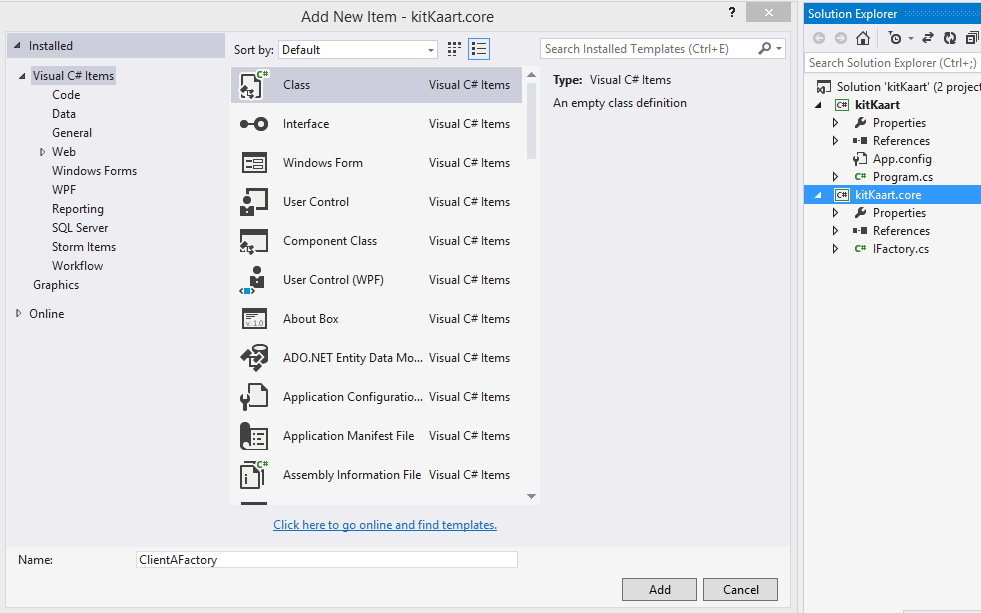 Add New Item - kitKaart.core
?
Installed
Visual C# Items
Code
Data
General
Web
Windows Forms
WPF
Reporting
SQL Server
Storm Items
Workflow
Graphics
Online
Sort by: Default
C# Class Visual C# Items
Interface Visual C# Items
Windows Form Visual C# Items
User Control Visual C# Items
Component Class Visual C# Items
User Control (WPF) Visual C# Items
v. 1.0 About Box Visual C# Items
ADO.NET Entity Data Mo... Visual C# Items
Application Configuratio... Visual C# Items
Application Manifest File Visual C# Items
C# Assembly Information File Visual C# Items
Click here to go online and find templates.
Search Installed Templates (Ctrl+E)
Type: Visual C# Items
An empty class definition
Name: ClientAFactory
Add Cancel
Solution Explorer
Search Solution Explorer (Ctrl+;)
Solution 'kitKaart' (2 project
C# kitKaart
Properties
References
App.config
C# Program.cs
C# kitKaart.core
Properties
References
C# IFactory.cs